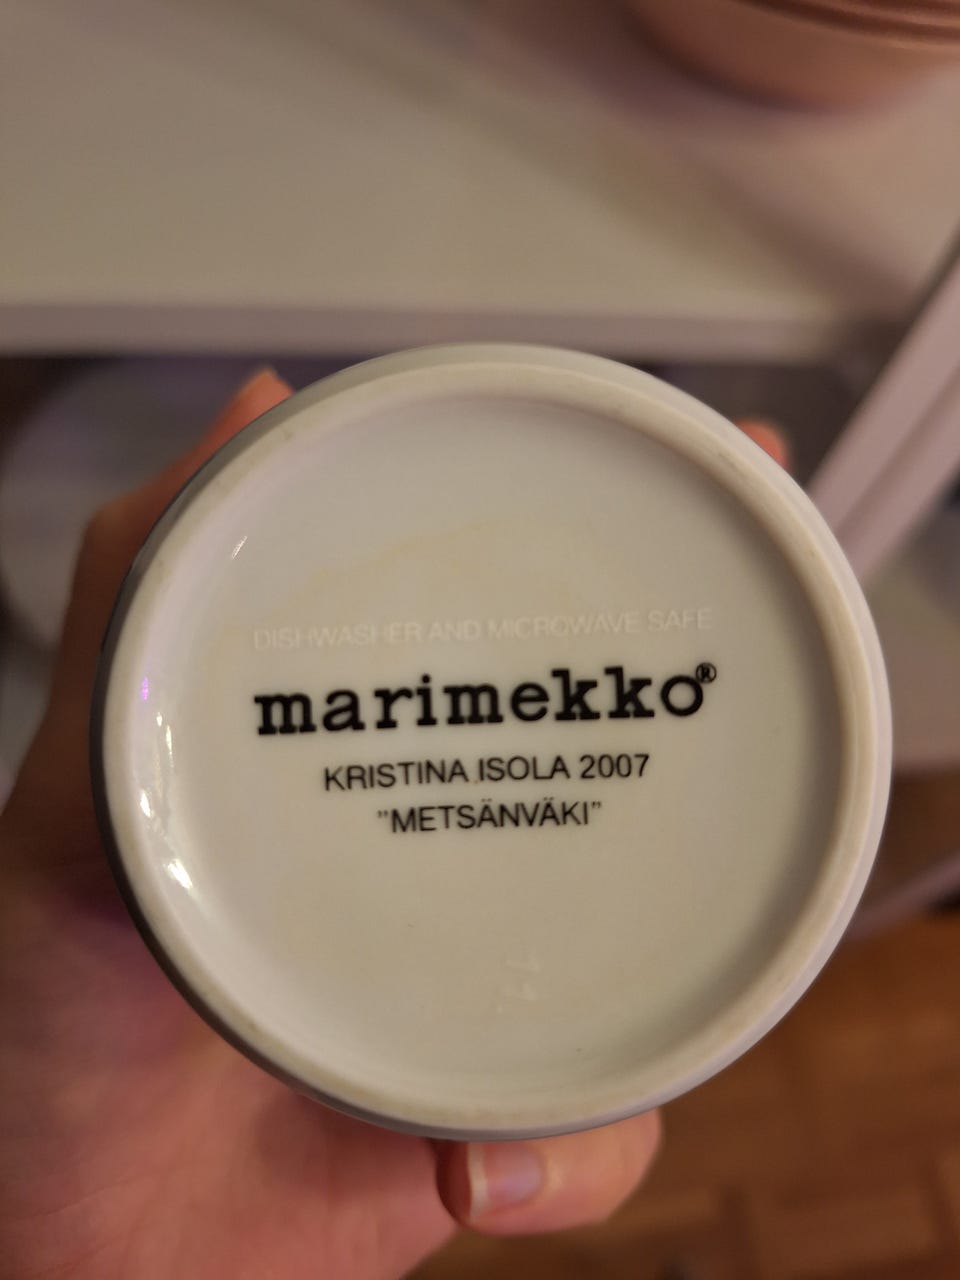 DISHWASHER AND MICROWAVE SAFE
marimekko®
KRISTINA ISOLA 2007
”METSÄNVÄKI”